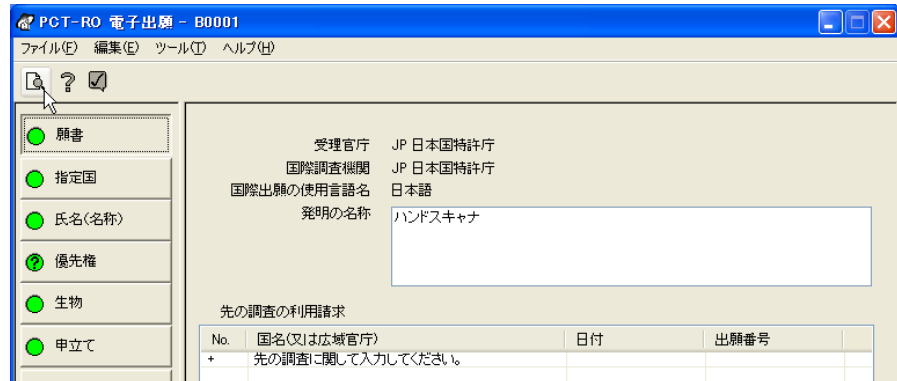 PCT-RO 電子出願 - B0001
ファイル(F) 編集(E) ツール(T) ヘルプ(H)
願書
指定国
氏名(名称)
優先権
生物
申立て
受理官庁 JP 日本国特許庁
国際調査機関 JP 日本国特許庁
国際出願の使用言語名 日本語
発明の名称 ハンドスキャナ
先の調査の利用請求
No. 国名(又は広域官庁) 日付 出願番号
+ 先の調査に関して入力してください。